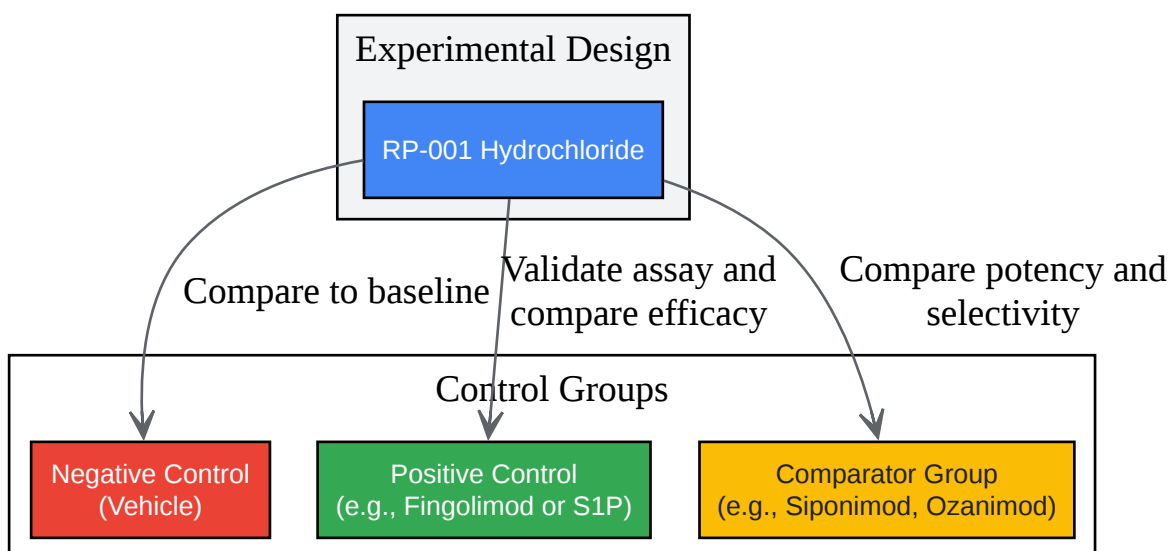 Experimental Design
RP-001 Hydrochloride
Compare to baseline
Validate assay and
compare efficacy
Compare potency and
selectivity
Control Groups
Negative Control
(Vehicle)
Positive Control
(e.g., Fingolimod or S1P)
Comparator Group
(e.g., Siponimod, Ozanimod)